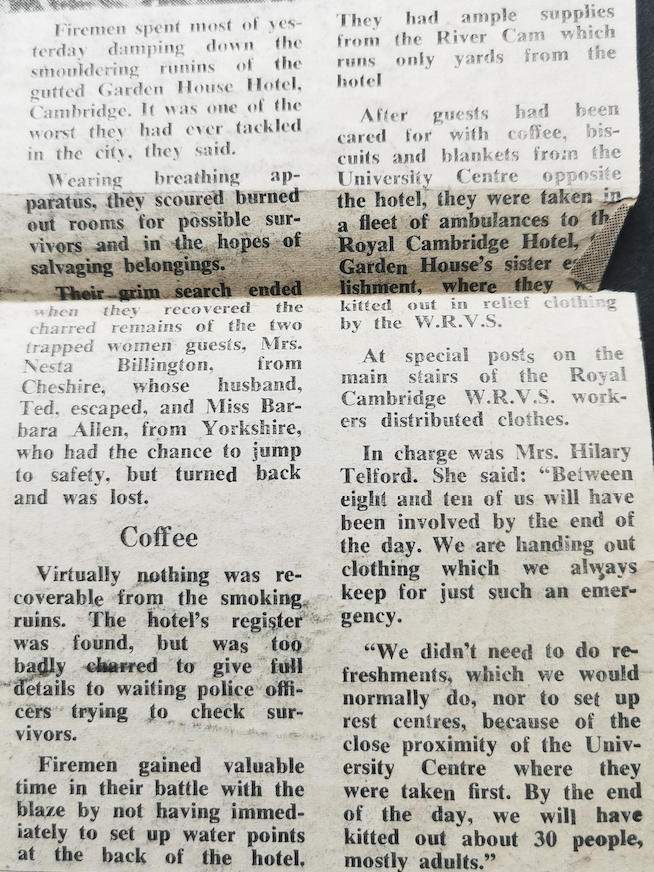 Firemen spent most of yes-
terday damping down the
smouldering runins of the
gutted Garden House Hotel,
Cambridge. It was one of the
worst they had ever tackled
in the city, they said.
Wearing breathing ap-
paratus, they scoured burned
out rooms for possible sur-
vivors and in the hopes of
salvaging belongings.
Their grim search ended
when they recovered the
charred remains of the two
trapped women guests, Mrs.
Nesta Billington, from
Cheshire, whose husband,
Ted, escaped, and Miss Bar-
bara Allen, from Yorkshire,
who had the chance to jump
to safety, but turned back
and was lost.
Coffee
Virtually nothing was re-
coverable from the smoking
ruins. The hotel's register
was found, but was too
badly charred to give full
details to waiting police offi-
cers trying to check sur-
vivors.
Firemen gained valuable
time in their battle with the
blaze by not having immed-
iately to set up water points
at the back of the hotel.
They had ample supplies
from the River Cam which
runs only yards from the
hotel
After guests had been
cared for with coffee, bis-
cuits and blankets from the
University Centre opposite
the hotel, they were taken in
a fleet of ambulances to
Royal Cambridge Hotel,
Garden House's sister
lishment, where they
kitted out in relief clothing
by the W.R.V.S.
At special posts on the
main stairs of the Royal
Cambridge W.R.V.S. work-
ers distributed clothes.
In charge was Mrs. Hilary
Telford. She said: “Between
eight and ten of us will have
been involved by the end of
the day. We are handing out
clothing which we always
keep for just such an emer-
gency.
“We didn't need to do re-
freshments, which we would
normally do, nor to set up
rest centres, because of the
close proximity of the Univ-
ersity Centre where they
were taken first. By the end
of the day, we will have
kitted out about 30 people,
mostly adults.”